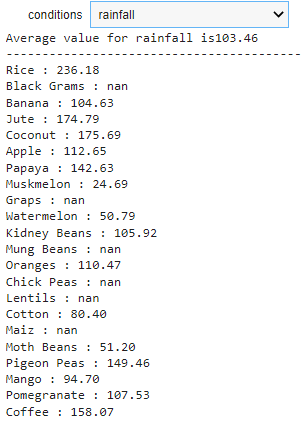 conditions rainfall
Average value for rainfall is103.46
----------------------------------------
Rice : 236.18
Black Grams : nan
Banana : 104.63
Jute : 174.79
Coconut : 175.69
Apple : 112.65
Papaya : 142.63
Muskmelon : 24.69
Graps : nan
Watermelon : 50.79
Kidney Beans : 105.92
Mung Beans : nan
Oranges : 110.47
Chick Peas : nan
Lentils : nan
Cotton : 80.40
Maiz : nan
Moth Beans : 51.20
Pigeon Peas : 149.46
Mango : 94.70
Pomegranate : 107.53
Coffee : 158.07